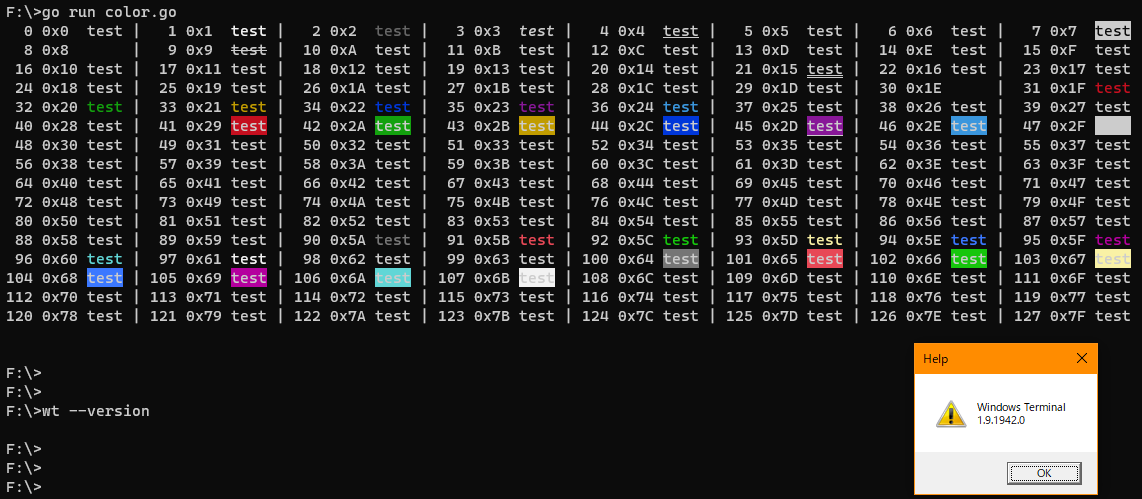 F:\>go run color.go
0 0x0  test |   1 0x1  test |   2 0x2  test |   3 0x3  test |   4 0x4  test |   5 0x5  test |   6 0x6  test |   7 0x7  test
8 0x8       |   9 0x9  test |  10 0xA  test |  11 0xB  test |  12 0xC  test |  13 0xD  test |  14 0xE  test |  15 0xF  test
16 0x10 test |  17 0x11 test |  18 0x12 test |  19 0x13 test |  20 0x14 test |  21 0x15 test |  22 0x16 test |  23 0x17 test
24 0x18 test |  25 0x19 test |  26 0x1A test |  27 0x1B test |  28 0x1C test |  29 0x1D test |  30 0x1E      |  31 0x1F test
32 0x20 test |  33 0x21 test |  34 0x22 test |  35 0x23 test |  36 0x24 test |  37 0x25 test |  38 0x26 test |  39 0x27 test
40 0x28 test |  41 0x29 test |  42 0x2A test |  43 0x2B test |  44 0x2C test |  45 0x2D test |  46 0x2E test |  47 0x2F
48 0x30 test |  49 0x31 test |  50 0x32 test |  51 0x33 test |  52 0x34 test |  53 0x35 test |  54 0x36 test |  55 0x37 test
56 0x38 test |  57 0x39 test |  58 0x3A test |  59 0x3B test |  60 0x3C test |  61 0x3D test |  62 0x3E test |  63 0x3F test
64 0x40 test |  65 0x41 test |  66 0x42 test |  67 0x43 test |  68 0x44 test |  69 0x45 test |  70 0x46 test |  71 0x47 test
72 0x48 test |  73 0x49 test |  74 0x4A test |  75 0x4B test |  76 0x4C test |  77 0x4D test |  78 0x4E test |  79 0x4F test
80 0x50 test |  81 0x51 test |  82 0x52 test |  83 0x53 test |  84 0x54 test |  85 0x55 test |  86 0x56 test |  87 0x57 test
88 0x58 test |  89 0x59 test |  90 0x5A test |  91 0x5B test |  92 0x5C test |  93 0x5D test |  94 0x5E test |  95 0x5F test
96 0x60 test |  97 0x61 test |  98 0x62 test |  99 0x63 test | 100 0x64 test | 101 0x65 test | 102 0x66 test | 103 0x67 test
104 0x68 test | 105 0x69 test | 106 0x6A test | 107 0x6B test | 108 0x6C test | 109 0x6D test | 110 0x6E test | 111 0x6F test
112 0x70 test | 113 0x71 test | 114 0x72 test | 115 0x73 test | 116 0x74 test | 117 0x75 test | 118 0x76 test | 119 0x77 test
120 0x78 test | 121 0x79 test | 122 0x7A test | 123 0x7B test | 124 0x7C test | 125 0x7D test | 126 0x7E test | 127 0x7F test
F:\>
F:\>
F:\>wt --version
F:\>
F:\>
F:\>
Help
Windows Terminal
1.9.1942.0
OK